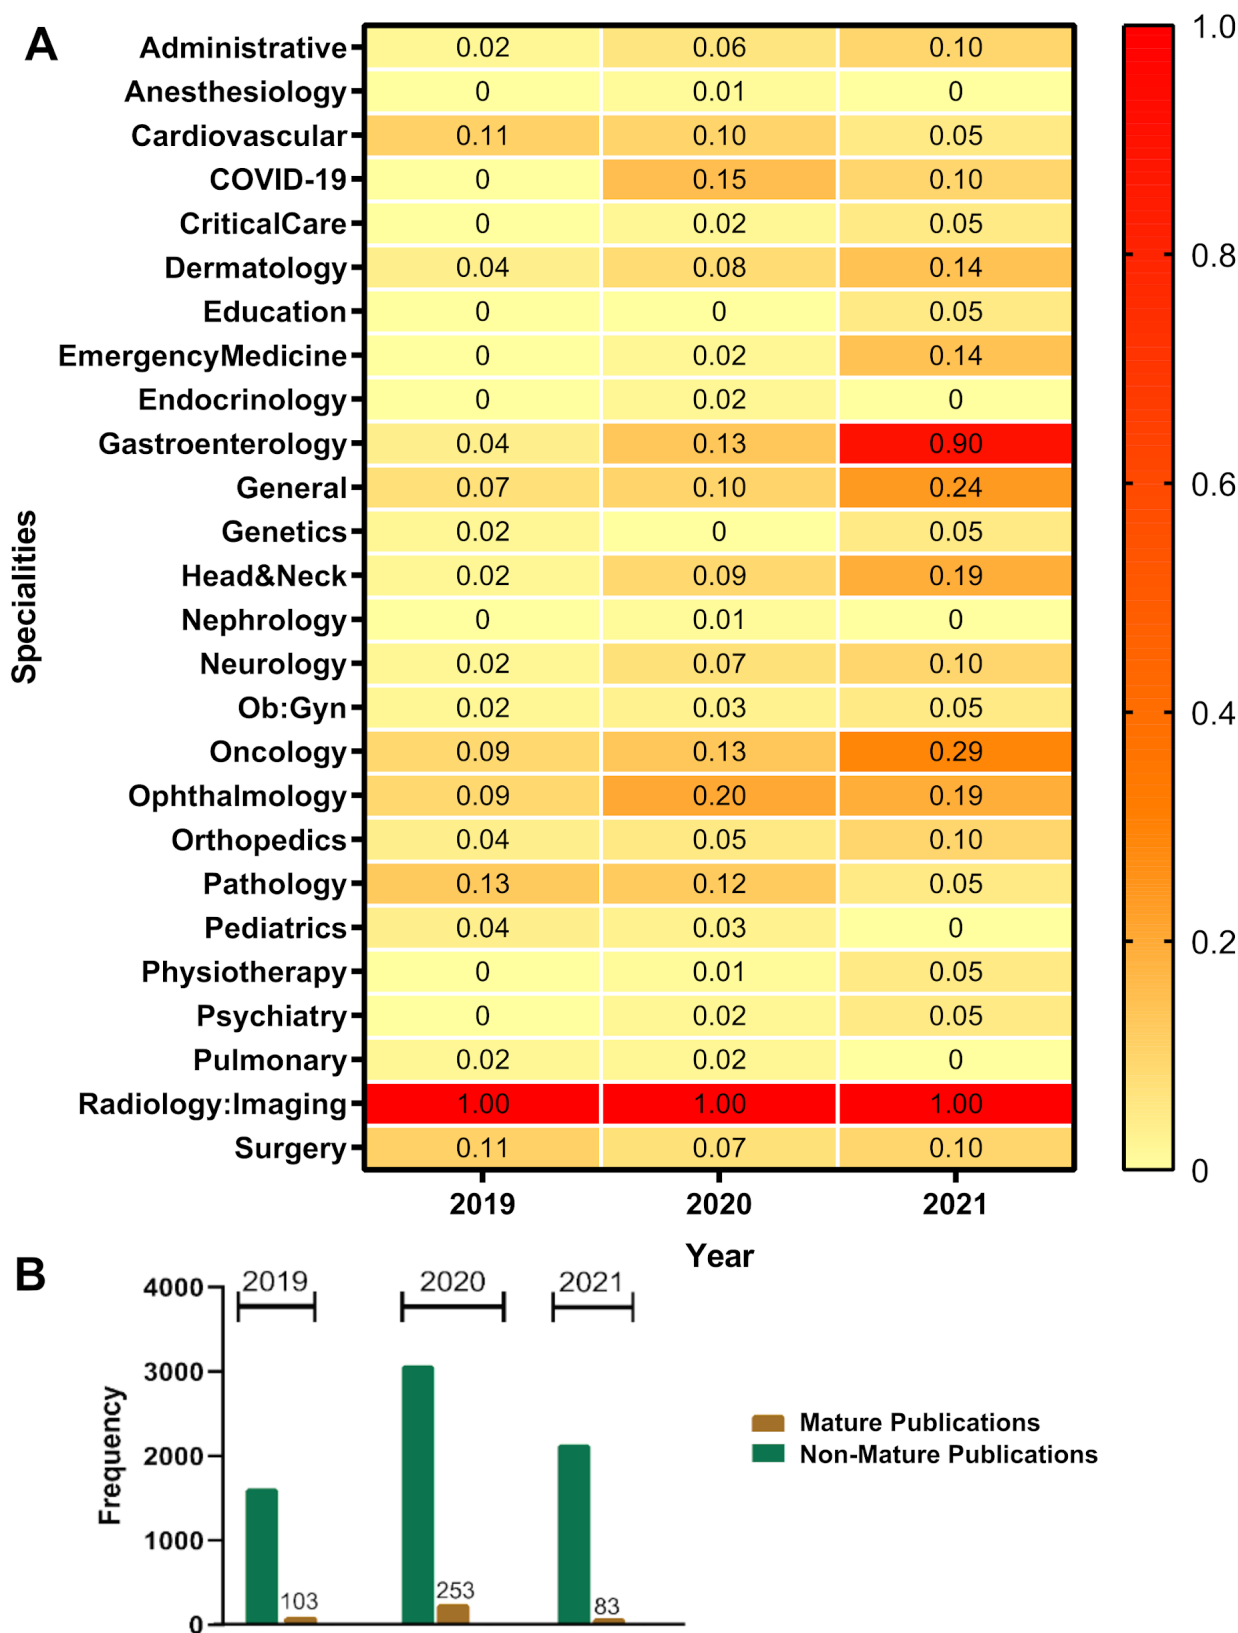 A
Administrative 0.02 0.06 0.10
Anesthesiology 0 0.01 0
Cardiovascular 0.11 0.10 0.05
COVID-19 0 0.15 0.10
CriticalCare 0 0.02 0.05
Dermatology 0.04 0.08 0.14
Education 0 0 0.05
EmergencyMedicine 0 0.02 0.14
Endocrinology 0 0.02 0
Gastroenterology 0.04 0.13 0.90
General 0.07 0.10 0.24
Genetics 0.02 0 0.05
Head&Neck 0.02 0.09 0.19
Nephrology 0 0.01 0
Neurology 0.02 0.07 0.10
Ob:Gyn 0.02 0.03 0.05
Oncology 0.09 0.13 0.29
Ophthalmology 0.09 0.20 0.19
Orthopedics 0.04 0.05 0.10
Pathology 0.13 0.12 0.05
Pediatrics 0.04 0.03 0
Physiotherapy 0 0.01 0.05
Psychiatry 0 0.02 0.05
Pulmonary 0.02 0.02 0
Radiology:Imaging 1.00 1.00 1.00
Surgery 0.11 0.07 0.10
Specialities
2019 2020 2021
Year
1.0
0.8
0.6
0.4
0.2
0
B
2019 2020 2021
4000
3000
2000
1000
0
Frequency
103 253 83
Mature Publications
Non-Mature Publications